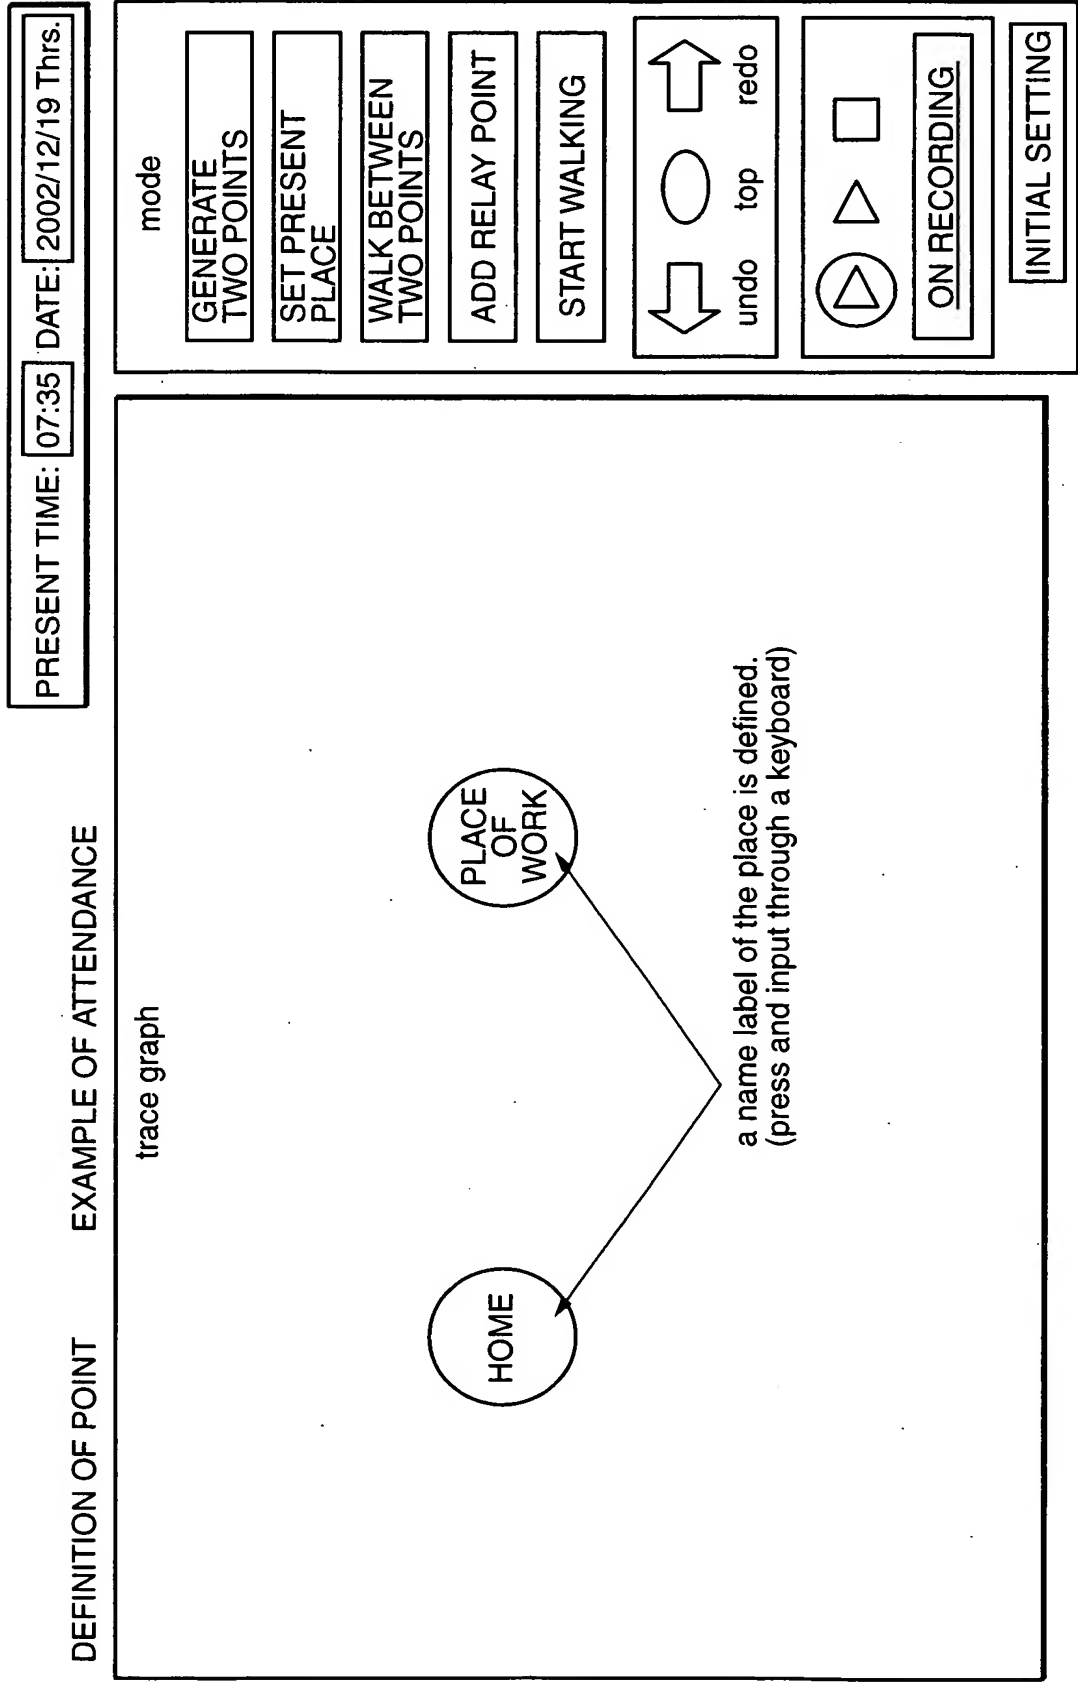 PRESENT TIME: 07:35 DATE: 2002/12/19 Thrs.
DEFINITION OF POINT EXAMPLE OF ATTENDANCE
trace graph
HOME
PLACE
OF
WORK
a name label of the place is defined.
(press and input through a keyboard)
mode
GENERATE
TWO POINTS
SET PRESENT
PLACE
WALK BETWEEN
TWO POINTS
ADD RELAY POINT
START WALKING
undo top redo
ON RECORDING
INITIAL SETTING